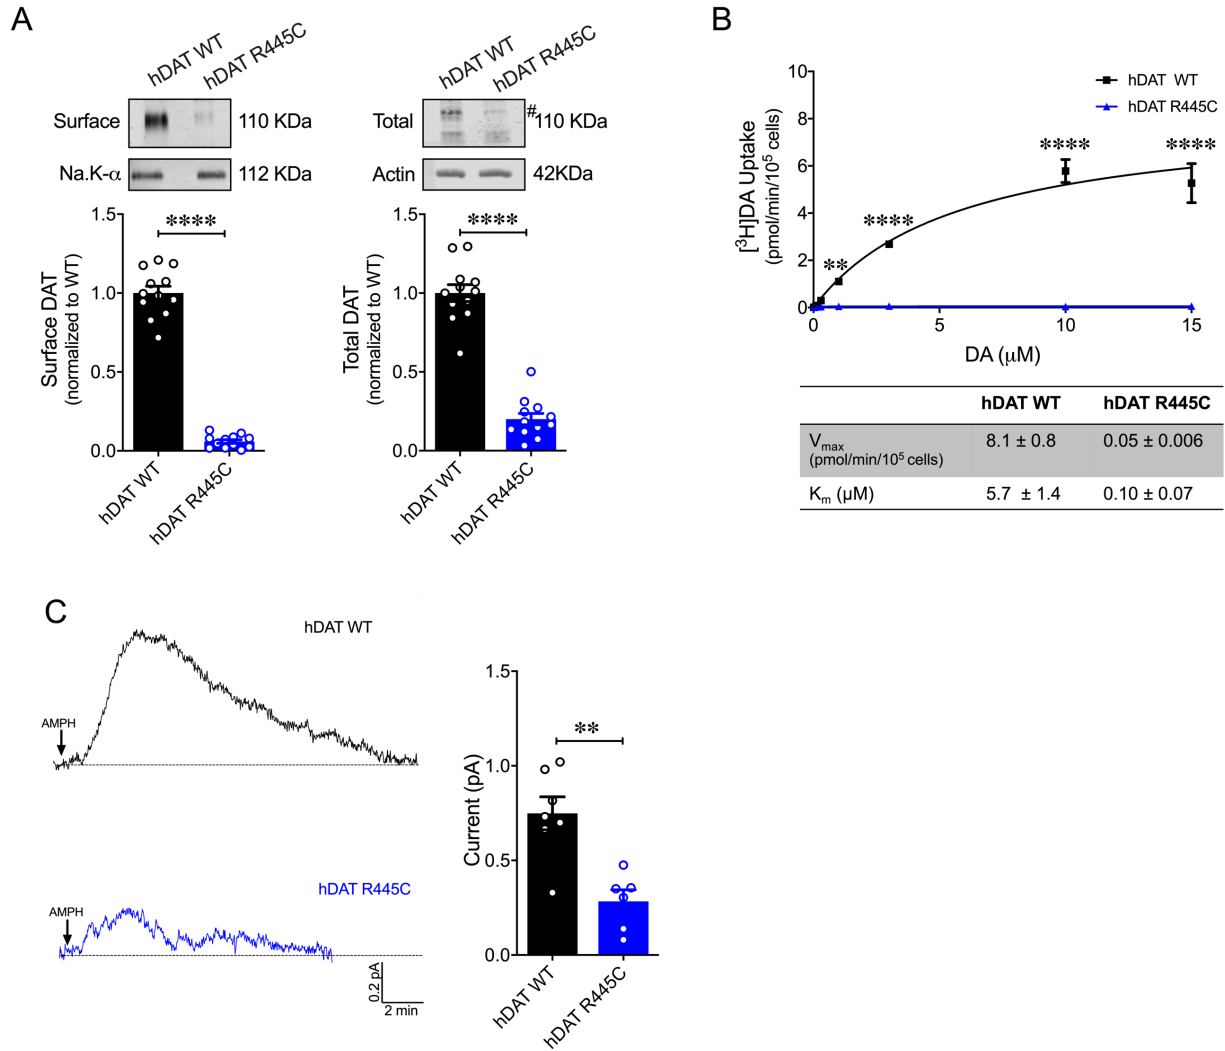 A
hDAT WT
hDAT R445C
Surface
110 KDa
Na.K-α
112 KDa
1.5
1.0
0.5
0.0
Surface DAT
(normalized to WT)
****
hDAT WT
hDAT R445C
hDAT WT
hDAT R445C
Total
#
110 KDa
Actin
42KDa
1.5
1.0
0.5
0.0
Total DAT
(normalized to WT)
****
hDAT WT
hDAT R445C
B
hDAT WT
hDAT R445C
10
8
6
4
2
0
[³H]DA Uptake
(pmol/min/10⁵ cells)
**
****
****
****
0
5
10
15
DA (μM)
hDAT WT hDAT R445C
Vmax 8.1 ± 0.8 0.05 ± 0.006
(pmol/min/10⁵ cells)
Km (μM) 5.7 ± 1.4 0.10 ± 0.07
C
hDAT WT
AMPH
hDAT R445C
AMPH
0.2 pA
2 min
1.5
1.0
0.5
0.0
Current (pA)
**
hDAT WT
hDAT R445C